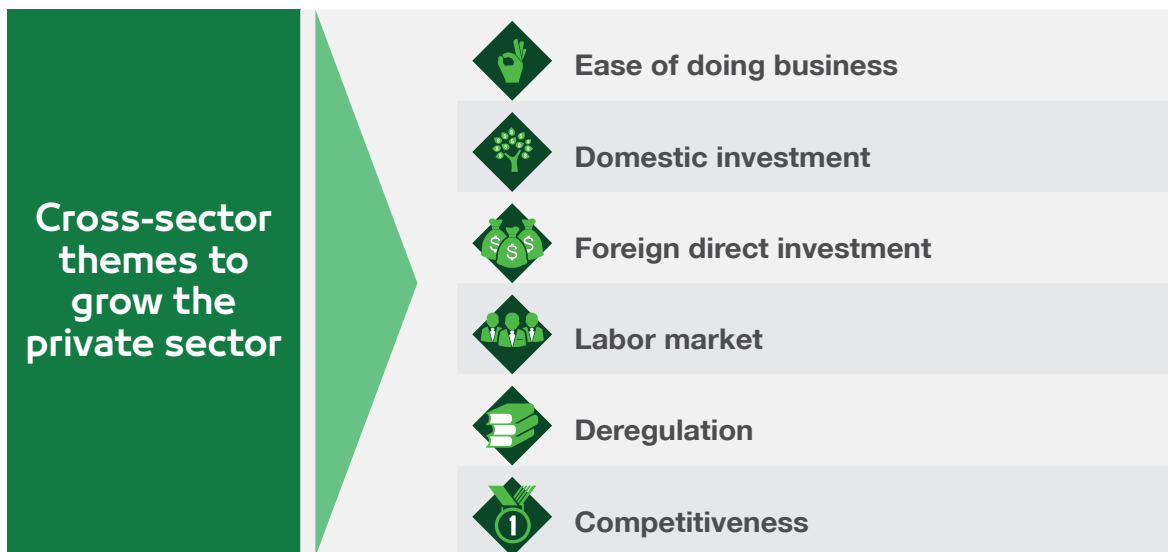 Cross-sector
themes to
grow the
private sector
Ease of doing business
Domestic investment
$ $ $
Foreign direct investment
Labor market
Deregulation
1
Competitiveness